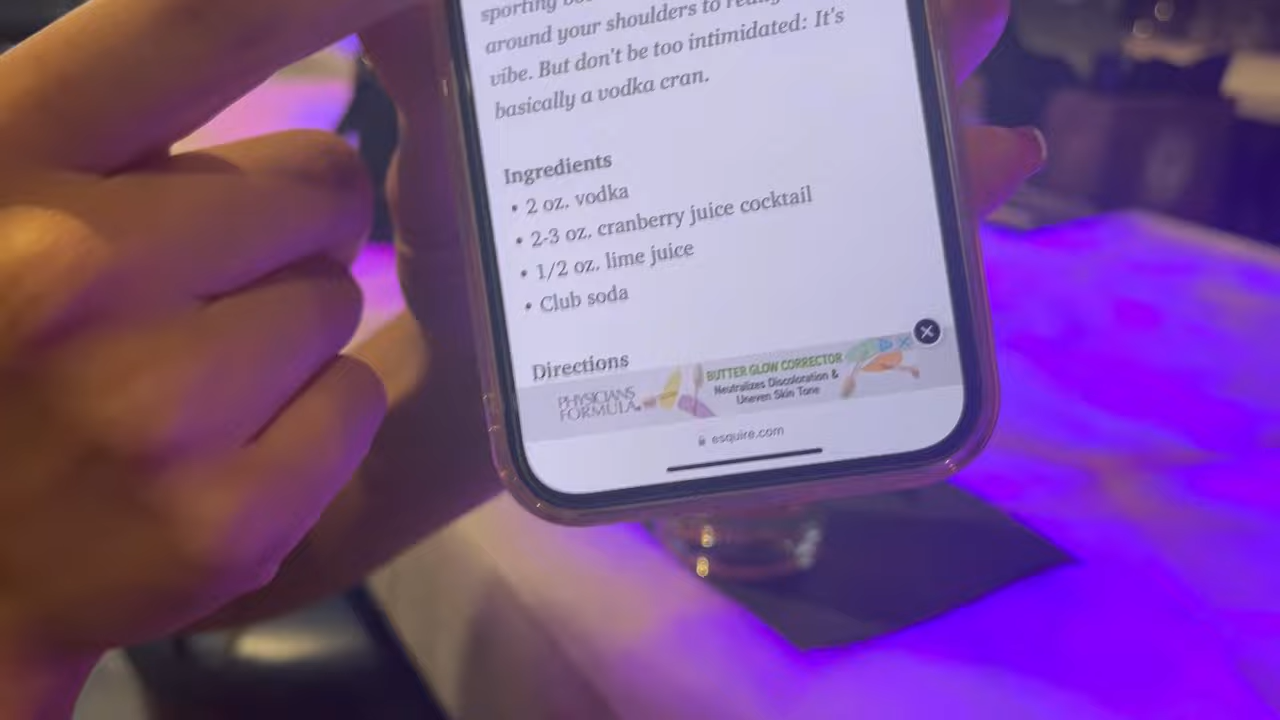 sporting
around your shoulders to really
vibe. But don't be too intimidated: It's
basically a vodka cran.
Ingredients
• 2 oz. vodka
• 2-3 oz. cranberry juice cocktail
• 1/2 oz. lime juice
• Club soda
Directions
PHYSICIANS
FORMULA
BUTTER GLOW CORRECTOR
Neutralizes Discoloration &
Uneven Skin Tone
esquire.com